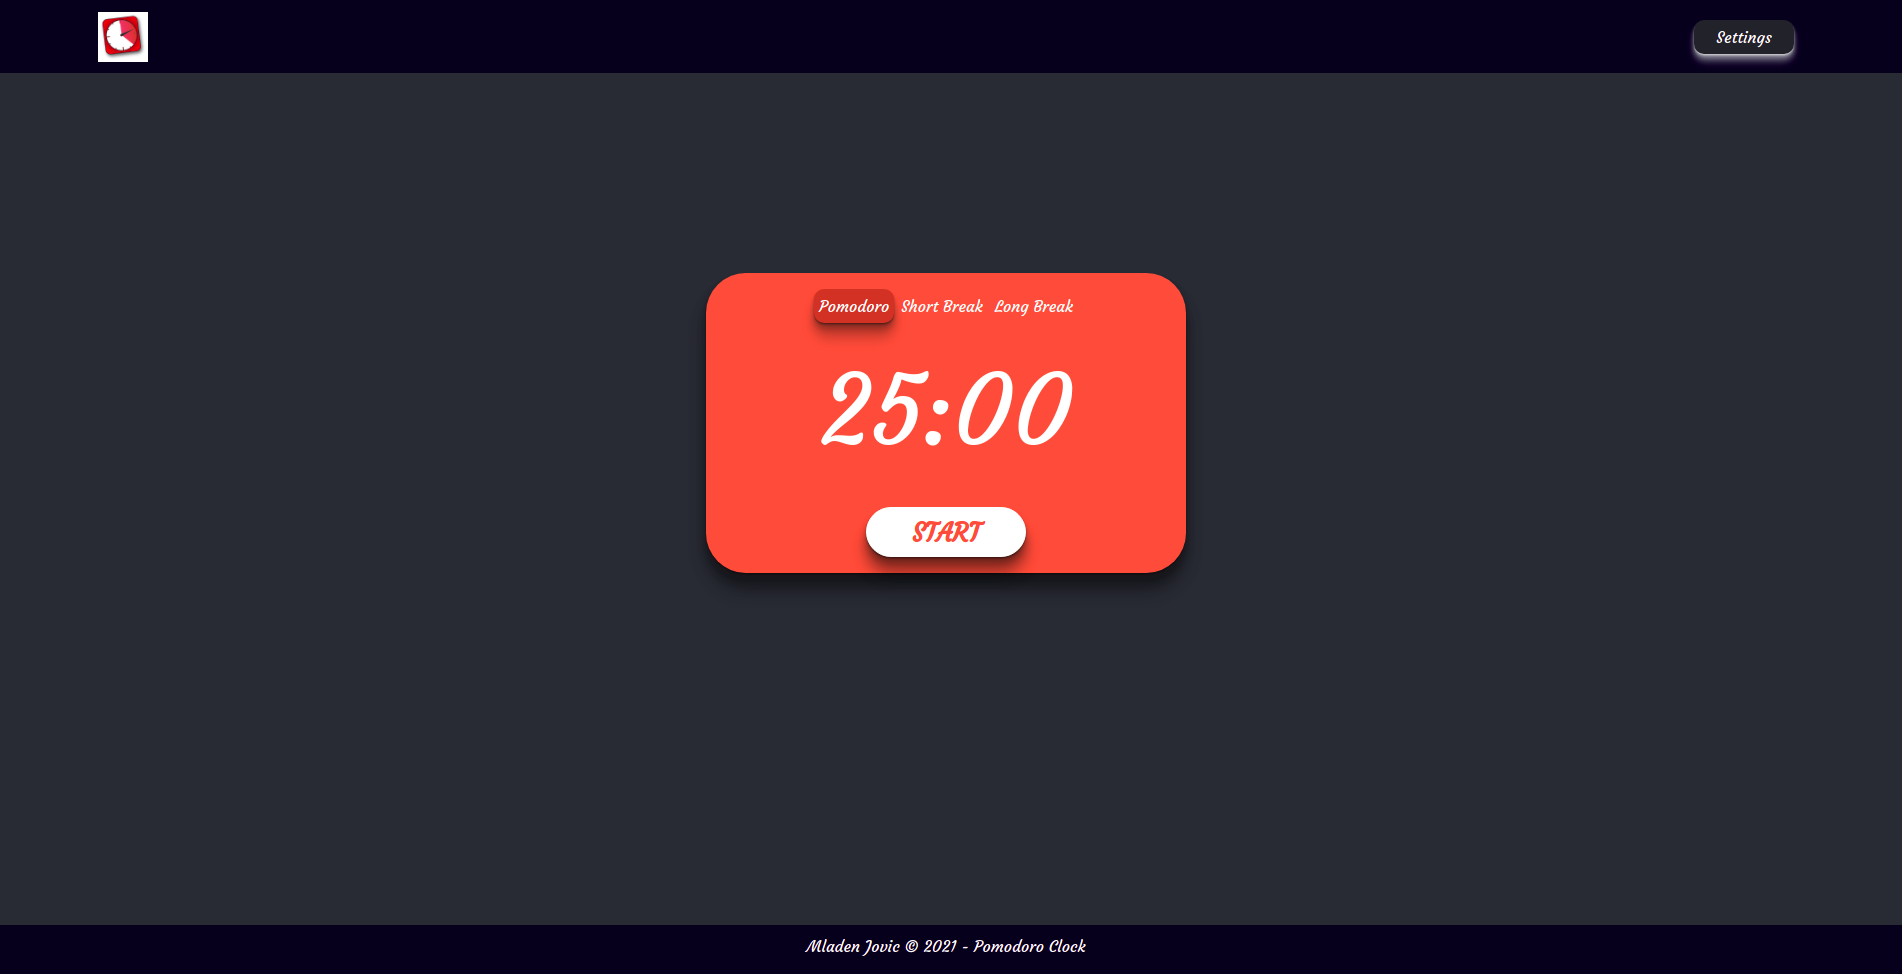 Settings
Pomodoro Short Break Long Break
25:00
START
Mladen Jovic © 2021 - Pomodoro Clock